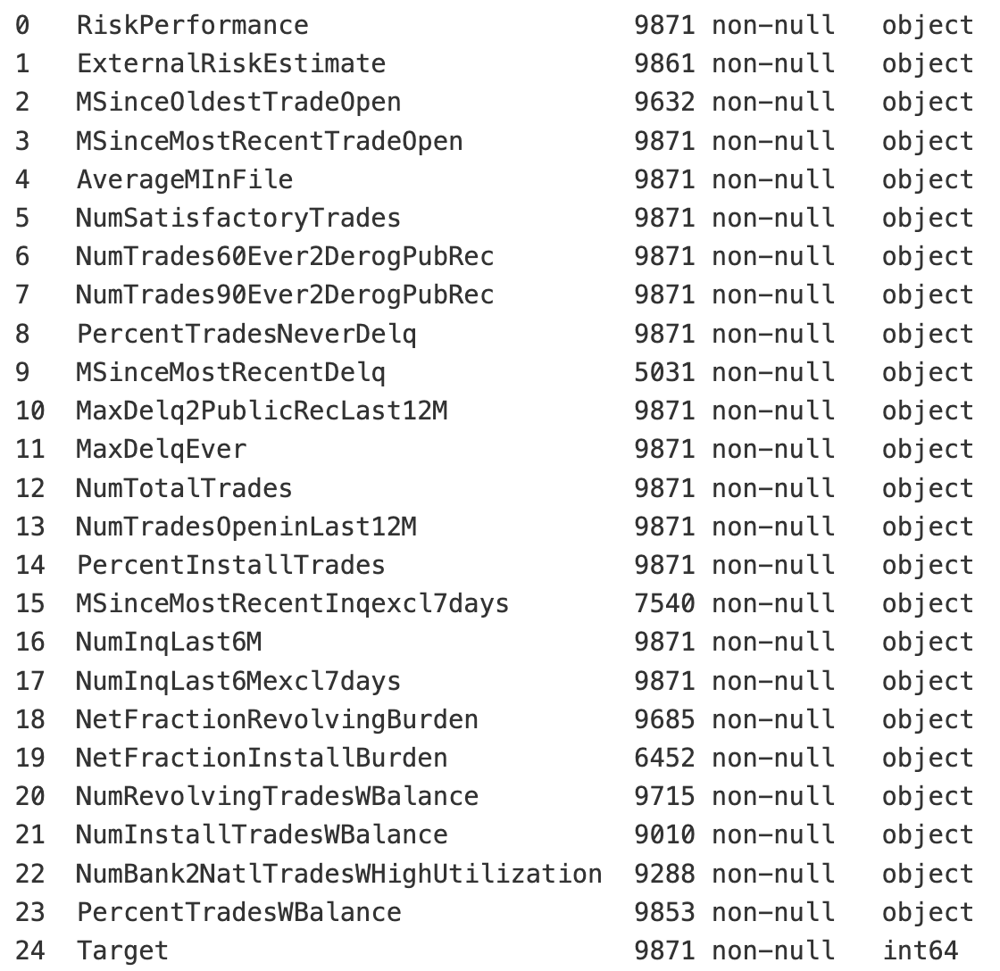 0 RiskPerformance 9871 non-null object
1 ExternalRiskEstimate 9861 non-null object
2 MSinceOldestTradeOpen 9632 non-null object
3 MSinceMostRecentTradeOpen 9871 non-null object
4 AverageMInFile 9871 non-null object
5 NumSatisfactoryTrades 9871 non-null object
6 NumTrades60Ever2DerogPubRec 9871 non-null object
7 NumTrades90Ever2DerogPubRec 9871 non-null object
8 PercentTradesNeverDelq 9871 non-null object
9 MSinceMostRecentDelq 5031 non-null object
10 MaxDelq2PublicRecLast12M 9871 non-null object
11 MaxDelqEver 9871 non-null object
12 NumTotalTrades 9871 non-null object
13 NumTradesOpeninLast12M 9871 non-null object
14 PercentInstallTrades 9871 non-null object
15 MSinceMostRecentInqexcl7days 7540 non-null object
16 NumInqLast6M 9871 non-null object
17 NumInqLast6Mexcl7days 9871 non-null object
18 NetFractionRevolvingBurden 9685 non-null object
19 NetFractionInstallBurden 6452 non-null object
20 NumRevolvingTradesWBalance 9715 non-null object
21 NumInstallTradesWBalance 9010 non-null object
22 NumBank2NatlTradesWHighUtilization 9288 non-null object
23 PercentTradesWBalance 9853 non-null object
24 Target 9871 non-null int64